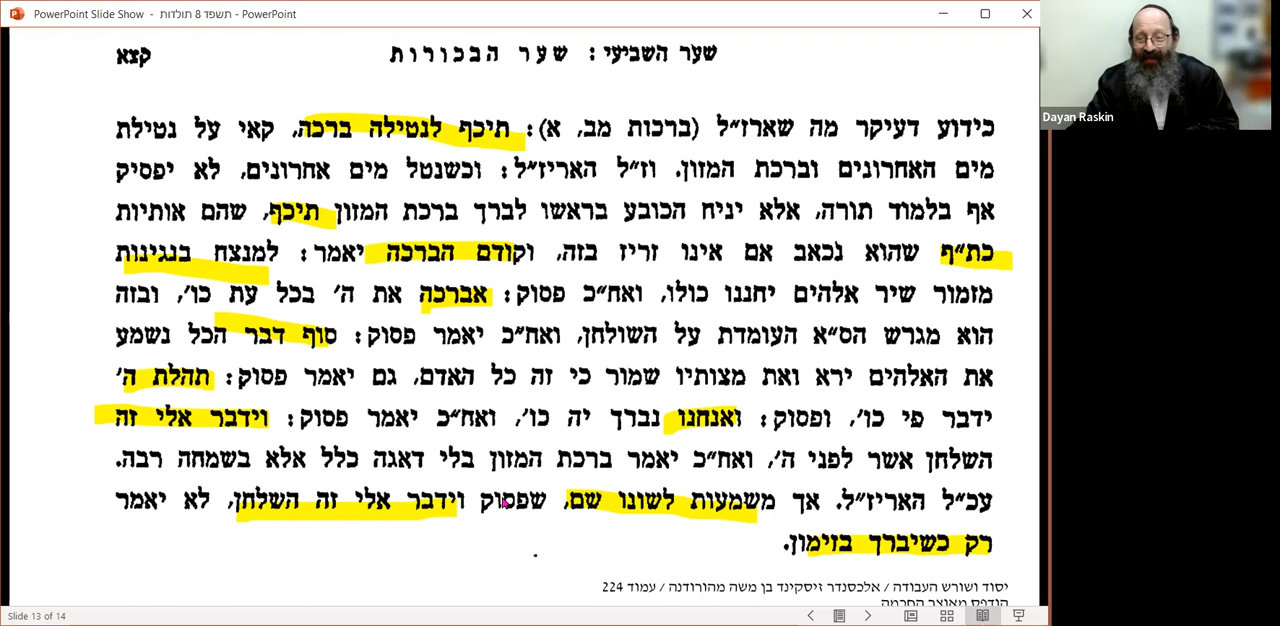 PowerPoint Slide Show - תשפד 8 תולדות - PowerPoint
שער השביעי: שער הבכורות קצא
Dayan Raskin
כידוע דעיקר מה שארז״ל (ברכות מב, א): תיכף לנטילה ברכה, קאי על נטילת
מים האחרונים וברכת המזון. וז״ל האריז״ל: וכשנטל מים אחרונים, לא יפסיק
אף בלמוד תורה, אלא יניח הכובע בראשו לברך ברכת המזון תיכף, שהם אותיות
כת״ף שהוא נכאב אם אינו זריז בזה, וקודם הברכה יאמר: למנצח בנגינות
מזמור שיר אלהים יחננו כולו, ואח״כ פסוק: אברכה את ה׳ בכל עת כו׳, ובזה
הוא מגרש הס״א העומדת על השולחן, ואח״כ יאמר פסוק: סוף דבר הכל נשמע
את האלהים ירא ואת מצותיו שמור כי זה כל האדם, גם יאמר פסוק: תהלת ה׳
ידבר פי כו׳, ופסוק: ואנחנו נברך יה כו׳, ואח״כ יאמר פסוק: וידבר אלי זה
השלחן אשר לפני ה׳, ואח״כ יאמר ברכת המזון בלי דאגה כלל אלא בשמחה רבה.
עכ״ל האריז״ל. אך משמעות לשונו שם, שפסוק וידבר אלי זה השלחן, לא יאמר
רק כשיברך בזימון.
יסוד ושורש העבודה / אלכסנדר זיסקינד בן משה מהורודנה / עמוד 224
הודפס מאוצר החכמה
Slide 13 of 14